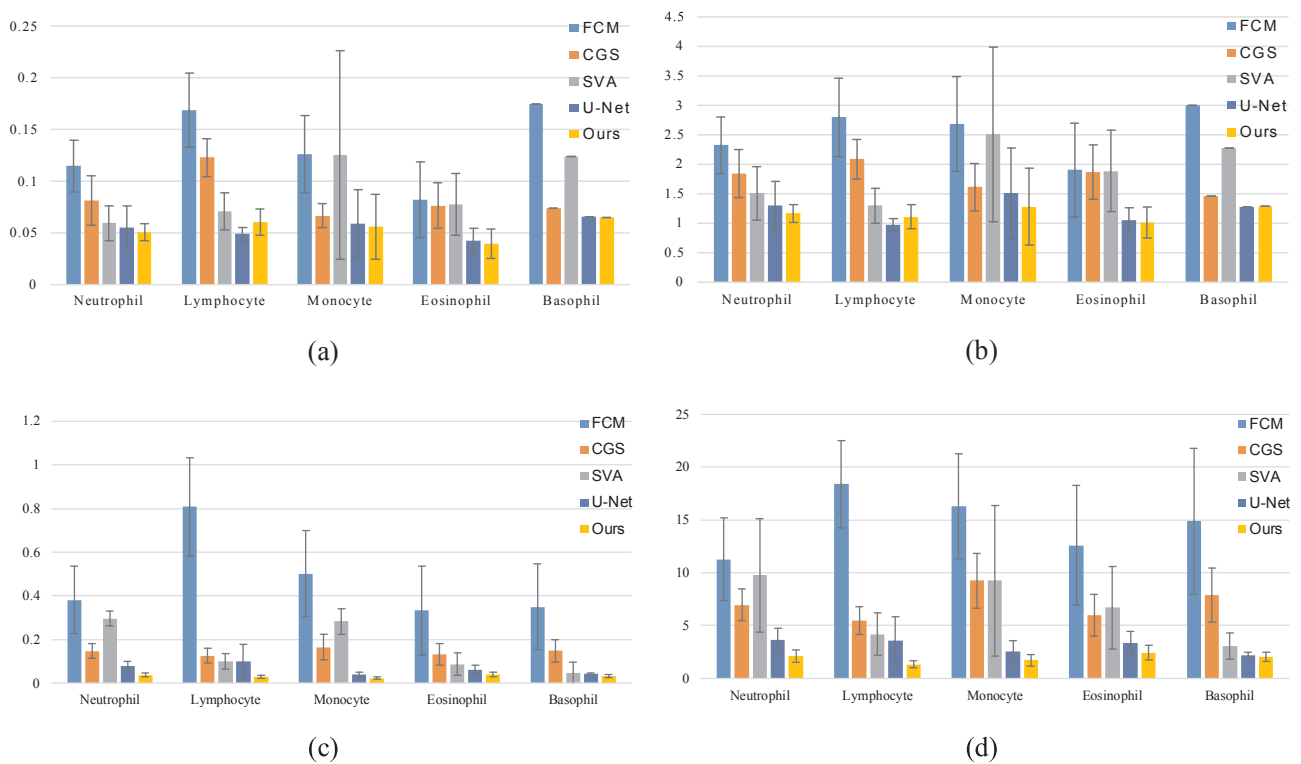 0.25
0.2
0.15
0.1
0.05
0
Neutrophil Lymphocyte Monocyte Eosinophil Basophil
FCM
CGS
SVA
U-Net
Ours
(a)
4.5
4
3.5
3
2.5
2
1.5
1
0.5
0
Neutrophil Lymphocyte Monocyte Eosinophil Basophil
FCM
CGS
SVA
U-Net
Ours
(b)
1.2
1
0.8
0.6
0.4
0.2
0
Neutrophil Lymphocyte Monocyte Eosinophil Basophil
FCM
CGS
SVA
U-Net
Ours
(c)
25
20
15
10
5
0
Neutrophil Lymphocyte Monocyte Eosinophil Basophil
FCM
CGS
SVA
U-Net
Ours
(d)